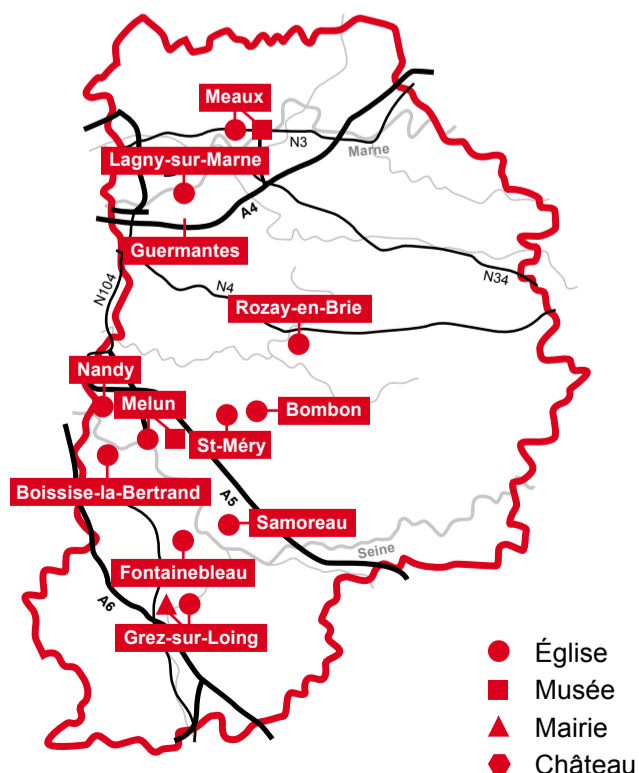 Meaux
N3
Marne
Lagny-sur-Marne
A4
Guermantes
N104
N4
N34
Rozay-en-Brie
Nandy
Melun
Bombon
St-Méry
Boissise-la-Bertrand
A5
Samoreau
Seine
Fontainebleau
A6
Grez-sur-Loing
Église
Musée
Mairie
Château